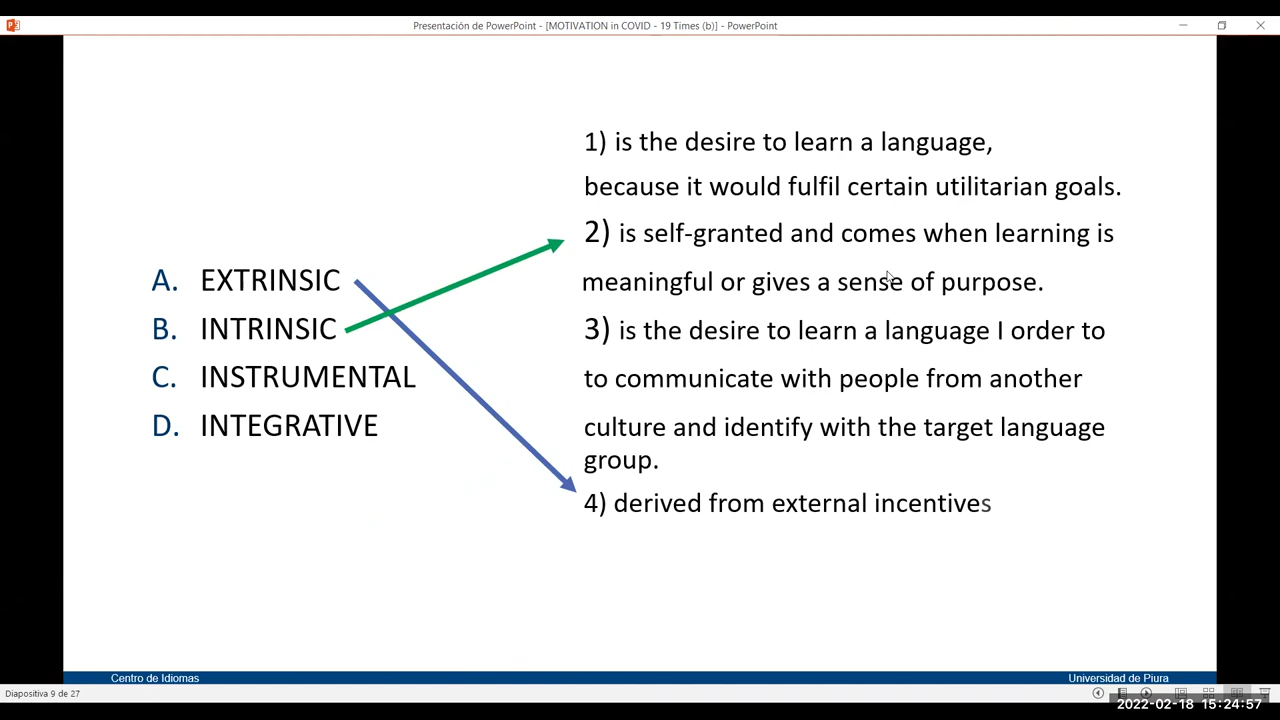 Presentación de PowerPoint - [MOTIVATION in COVID - 19 Times (b)] - PowerPoint
1) is the desire to learn a language,
because it would fulfil certain utilitarian goals.
2) is self-granted and comes when learning is
meaningful or gives a sense of purpose.
3) is the desire to learn a language I order to
to communicate with people from another
culture and identify with the target language
group.
4) derived from external incentives
A. EXTRINSIC
B. INTRINSIC
C. INSTRUMENTAL
D. INTEGRATIVE
Centro de Idiomas
Universidad de Piura
Diapositiva 9 de 27
2022-02-18 15:24:57